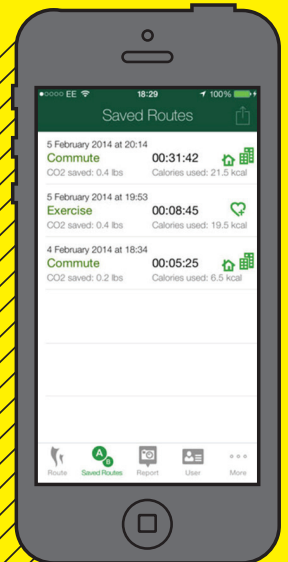 EE 18:29 100%
Saved Routes
5 February 2014 at 20:14
Commute 00:31:42
CO2 saved: 0.4 lbs Calories used: 21.5 kcal
5 February 2014 at 19:53
Exercise 00:08:45
CO2 saved: 0.4 lbs Calories used: 19.5 kcal
4 February 2014 at 18:34
Commute 00:05:25
CO2 saved: 0.2 lbs Calories used: 6.5 kcal
A B
Route Saved Routes Report User More